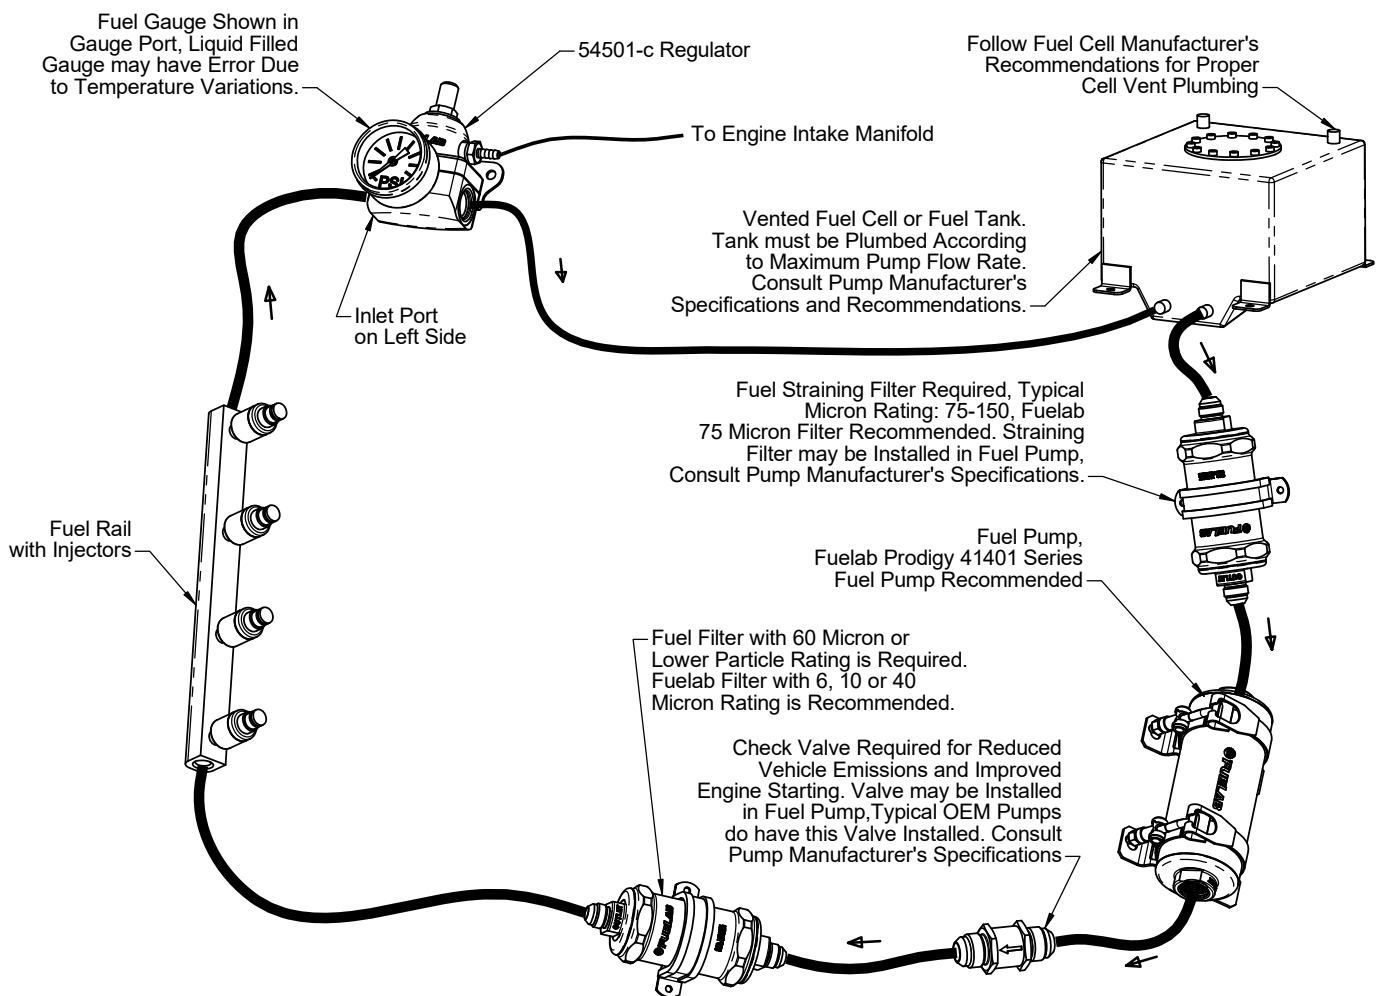 Fuel Gauge Shown in
Gauge Port, Liquid Filled
Gauge may have Error Due
to Temperature Variations.
54501-c Regulator
Follow Fuel Cell Manufacturer's
Recommendations for Proper
Cell Vent Plumbing
To Engine Intake Manifold
PSI
Vented Fuel Cell or Fuel Tank.
Tank must be Plumbed According
to Maximum Pump Flow Rate.
Consult Pump Manufacturer's
Specifications and Recommendations.
Inlet Port
on Left Side
Fuel Straining Filter Required, Typical
Micron Rating: 75-150, Fuelab
75 Micron Filter Recommended. Straining
Filter may be Installed in Fuel Pump,
Consult Pump Manufacturer's Specifications.
FUELAB
Fuel Rail
with Injectors
Fuel Pump,
Fuelab Prodigy 41401 Series
Fuel Pump Recommended
Fuel Filter with 60 Micron or
Lower Particle Rating is Required.
Fuelab Filter with 6, 10 or 40
Micron Rating is Recommended.
FUELAB
Check Valve Required for Reduced
Vehicle Emissions and Improved
Engine Starting. Valve may be Installed
in Fuel Pump,Typical OEM Pumps
do have this Valve Installed. Consult
Pump Manufacturer's Specifications
FUELAB